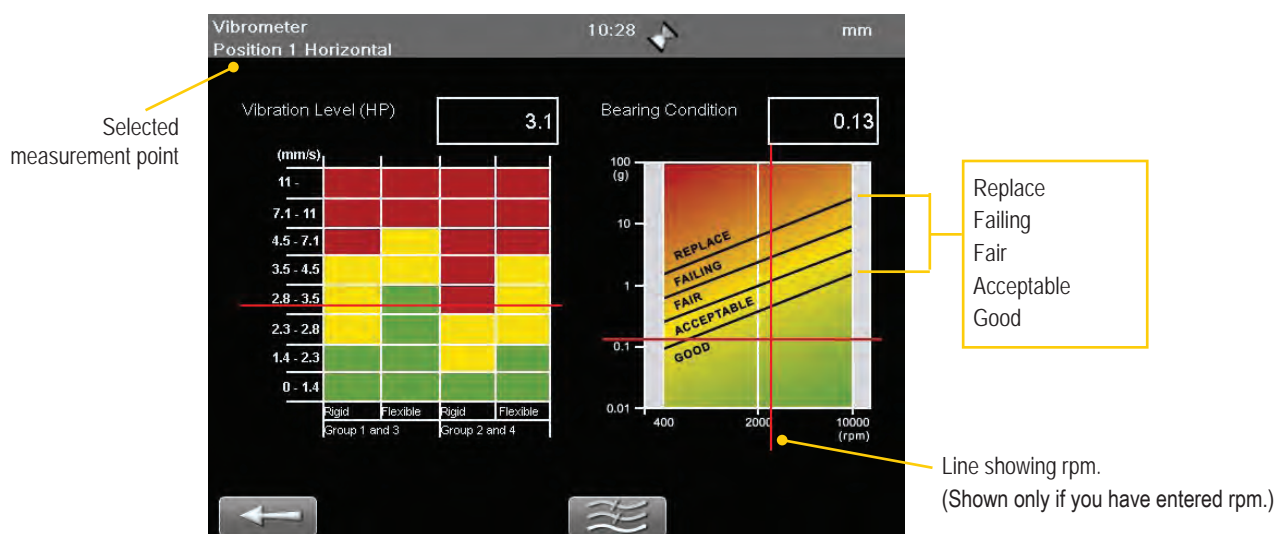 Vibrometer
Position 1 Horizontal
10:28
mm
Selected
measurement point
Vibration Level (HP)
3.1
(mm/s)
11 -
7.1 - 11
4.5 - 7.1
3.5 - 4.5
2.8 - 3.5
2.3 - 2.8
1.4 - 2.3
0 - 1.4
Rigid
Flexible
Rigid
Flexible
Group 1 and 3
Group 2 and 4
Bearing Condition
0.13
100
(g)
10
1
0.1
0.01
REPLACE
FAILING
FAIR
ACCEPTABLE
GOOD
400
2000
10000
(rpm)
Replace
Failing
Fair
Acceptable
Good
Line showing rpm.
(Shown only if you have entered rpm.)